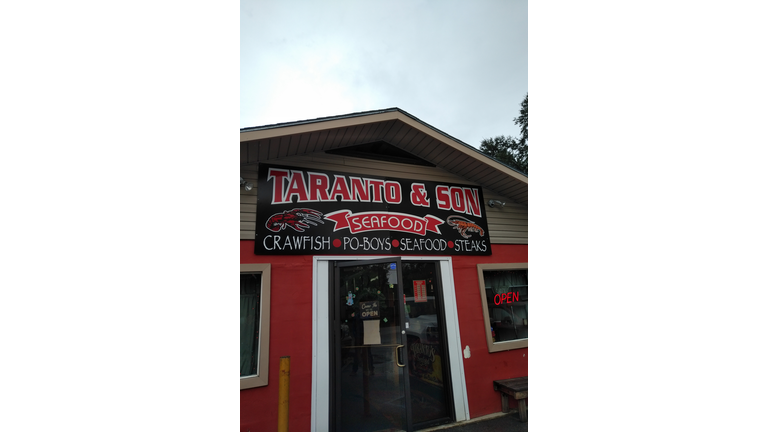 TARANTO & SON
SEAFOOD
CRAWFISH • PO-BOYS • SEAFOOD • STEAKS
OPEN
OPEN